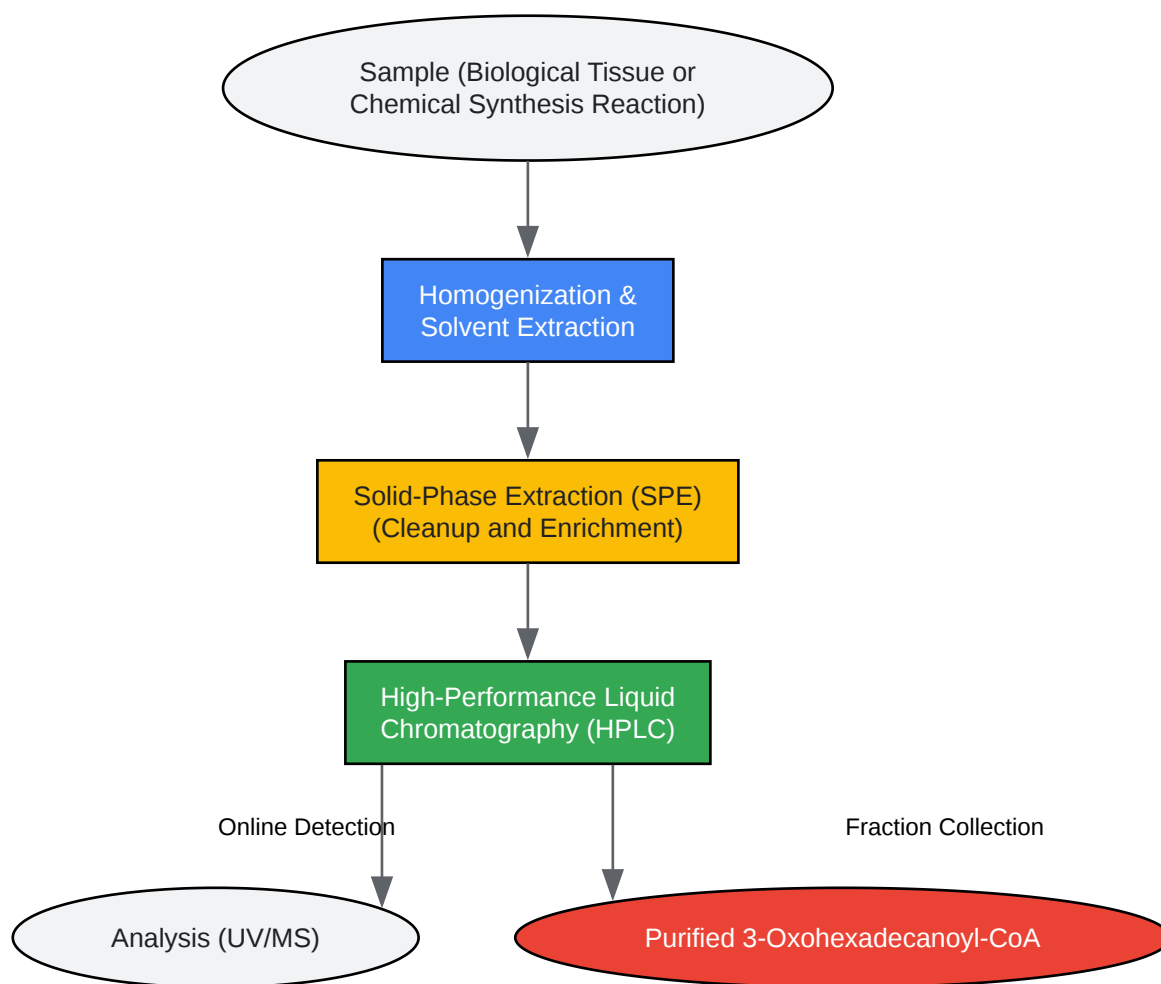 Sample (Biological Tissue or
Chemical Synthesis Reaction)
Homogenization &
Solvent Extraction
Solid-Phase Extraction (SPE)
(Cleanup and Enrichment)
High-Performance Liquid
Chromatography (HPLC)
Online Detection
Fraction Collection
Analysis (UV/MS)
Purified 3-Oxohexadecanoyl-CoA